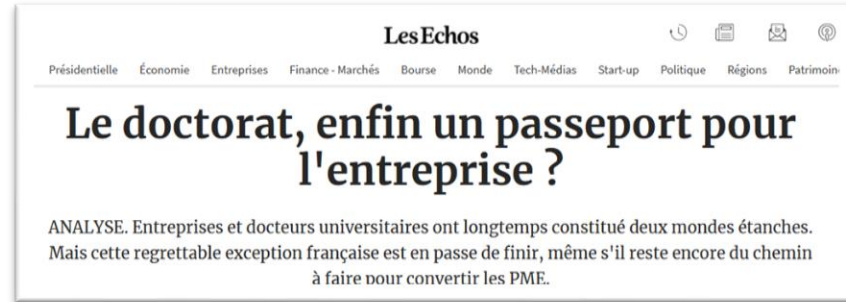 Les Echos
Présidentielle Économie Entreprises Finance - Marchés Bourse Monde Tech-Médias Start-up Politique Régions Patrimoin
Le doctorat, enfin un passeport pour
l'entreprise ?
ANALYSE. Entreprises et docteurs universitaires ont longtemps constitué deux mondes étanches.
Mais cette regrettable exception française est en passe de finir, même s'il reste encore du chemin
à faire pour convertir les PME.